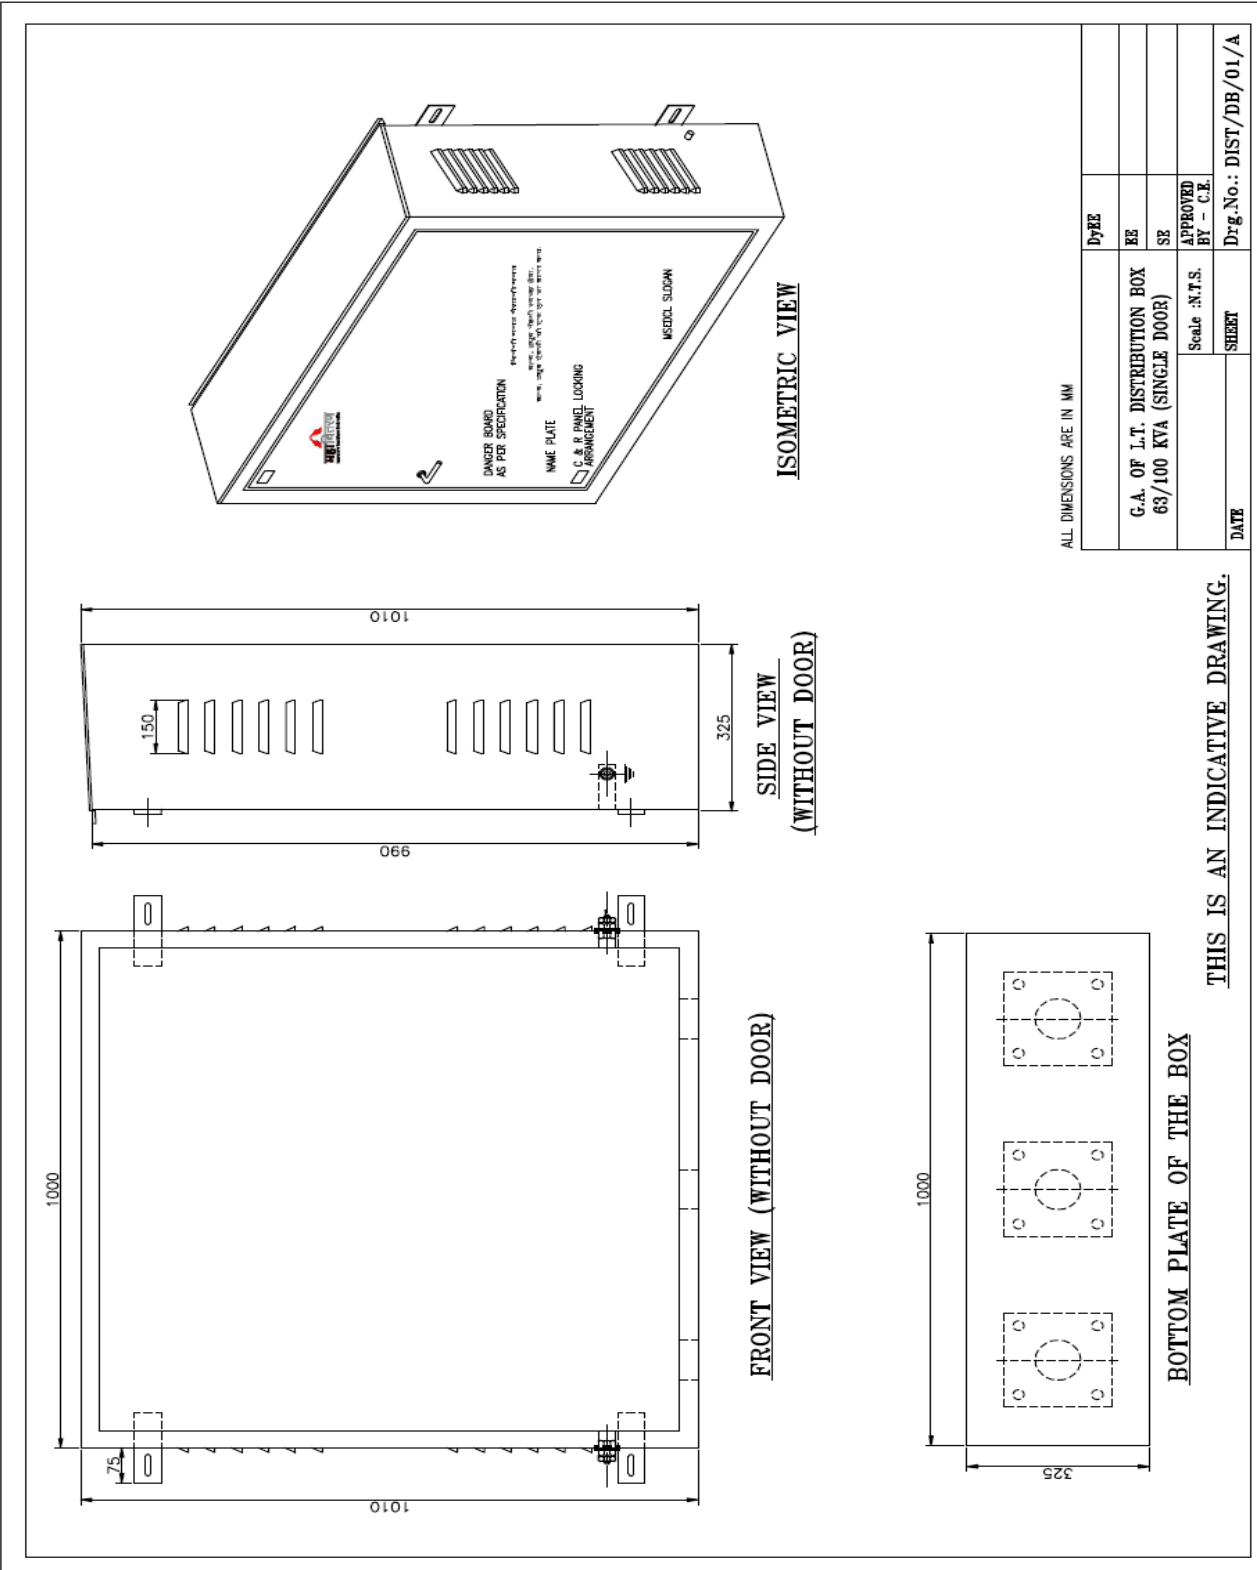 1000
75
1010
FRONT VIEW (WITHOUT DOOR)
1010
150
990
325
SIDE VIEW
(WITHOUT DOOR)
महावितरण
DANGER BOARD
AS PER SPECIFICATION
NAME PLATE
C & R PANEL LOCKING
ARRANGEMENT
MSEDCL SLOGAN
ISOMETRIC VIEW
1000
325
BOTTOM PLATE OF THE BOX
THIS IS AN INDICATIVE DRAWING.
ALL DIMENSIONS ARE IN MM
DyEE
G.A. OF L.T. DISTRIBUTION BOX
63/100 KVA (SINGLE DOOR)
EE
SE
Scale :N.T.S.
APPROVED
BY - C.E.
DATE
SHEET
Drg.No.: DIST/DB/01/A